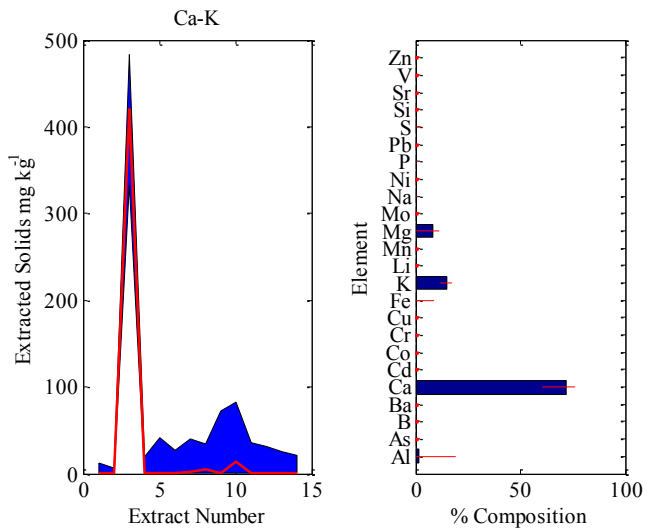 Ca-K
500
400
300
200
100
0
0 5 10 15
Extracted Solids mg kg-1
Extract Number
Zn
V
Sr
Si
S
Pb
P
Ni
Na
Mo
Mg
Mn
Li
K
Fe
Cu
Cr
Co
Cd
Ca
Ba
B
As
Al
Element
0 50 100
% Composition